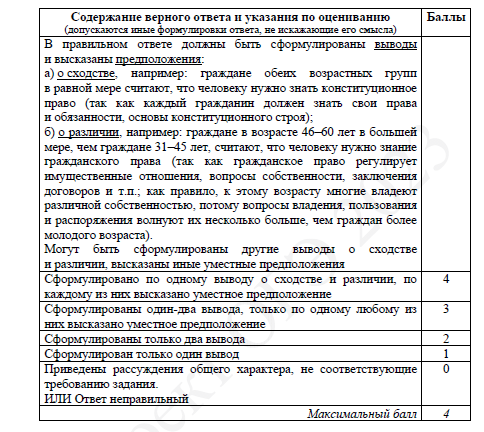 Содержание верного ответа и указания по оцениванию
Баллы
(допускаются иные формулировки ответа, не искажающие его смысла)
В правильном ответе должны быть сформулированы выводы
и высказаны предположения:
а) о сходстве, например: граждане обеих возрастных групп
в равной мере считают, что человеку нужно знать конституционное
право (так как каждый гражданин должен знать свои права
и обязанности, основы конституционного строя);
б) о различии, например: граждане в возрасте 46–60 лет в большей
мере, чем граждане 31–45 лет, считают, что человеку нужно знание
гражданского права (так как гражданское право регулирует
имущественные отношения, вопросы собственности, заключения
договоров и т.п.; как правило, к этому возрасту многие владеют
различной собственностью, потому вопросы владения, пользования
и распоряжения волнуют их несколько больше, чем граждан более
молодого возраста).
Могут быть сформулированы другие выводы о сходстве
и различии, высказаны иные уместные предположения
Сформулировано по одному выводу о сходстве и различии, по
каждому из них высказано уместное предположение
4
Сформулированы один-два вывода, только по одному любому из
них высказано уместное предположение
3
Сформулированы только два вывода
2
Сформулирован только один вывод
1
Приведены рассуждения общего характера, не соответствующие
требованию задания.
ИЛИ Ответ неправильный
0
Максимальный балл
4